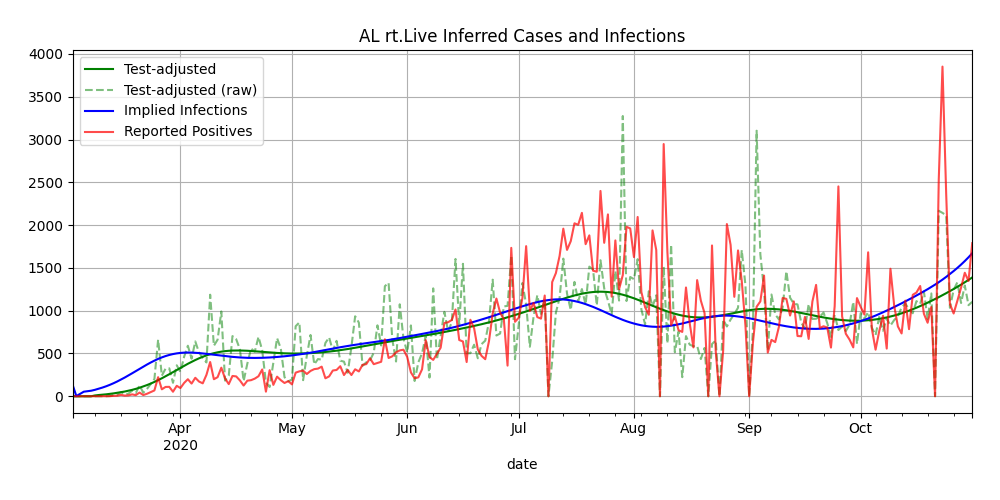 AL rt.Live Inferred Cases and Infections
4000
3500
3000
2500
2000
1500
1000
500
0
Test-adjusted
Test-adjusted (raw)
Implied Infections
Reported Positives
Apr
2020
May
Jun
Jul
Aug
Sep
Oct
date